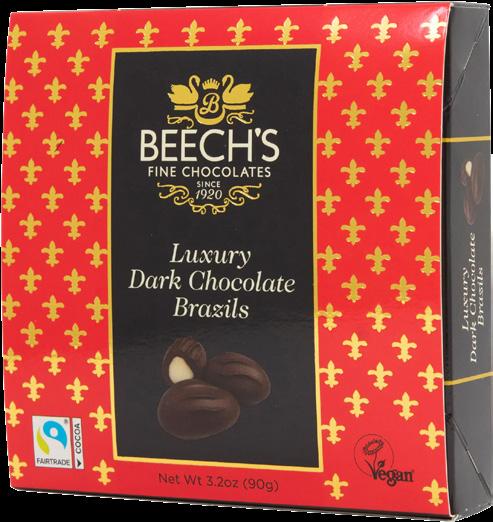 B
BEECH'S
FINE CHOCOLATES
SINCE
1920
Luxury
Dark Chocolate
Brazils
FAIRTRADE
COCOA
Net Wt 3.2oz (90g)
Vegan
Luxury
Dark Chocolate
Brazils